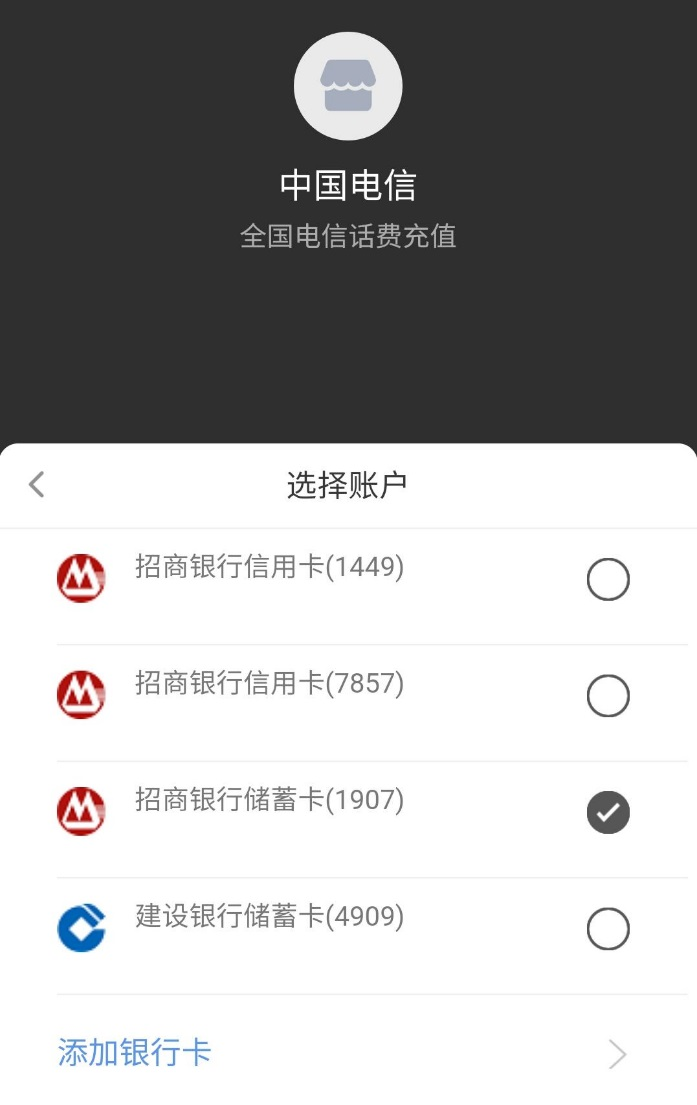 中国电信
全国电信话费充值
选择账户
招商银行信用卡(1449)
招商银行信用卡(7857)
招商银行储蓄卡(1907)
建设银行储蓄卡(4909)
添加银行卡